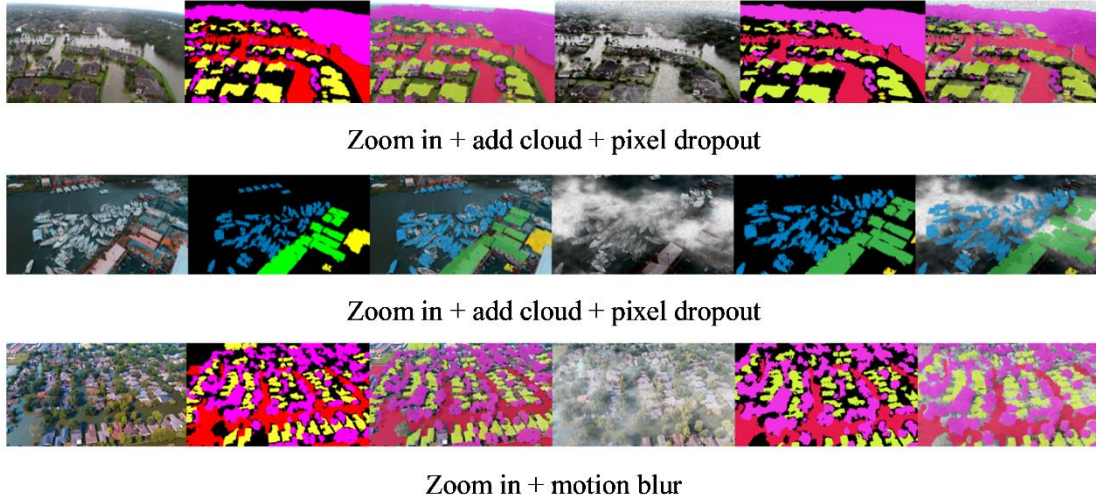 Zoom in + add cloud + pixel dropout
Zoom in + add cloud + pixel dropout
Zoom in + motion blur